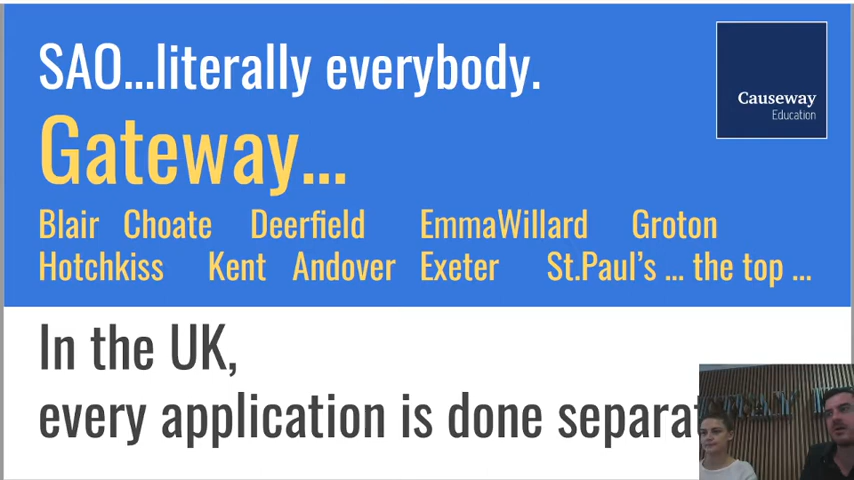 SAO...literally everybody.
Causeway
Education
Gateway...
Blair Choate Deerfield EmmaWillard Groton
Hotchkiss Kent Andover Exeter St.Paul's ... the top ...
In the UK,
every application is done separat